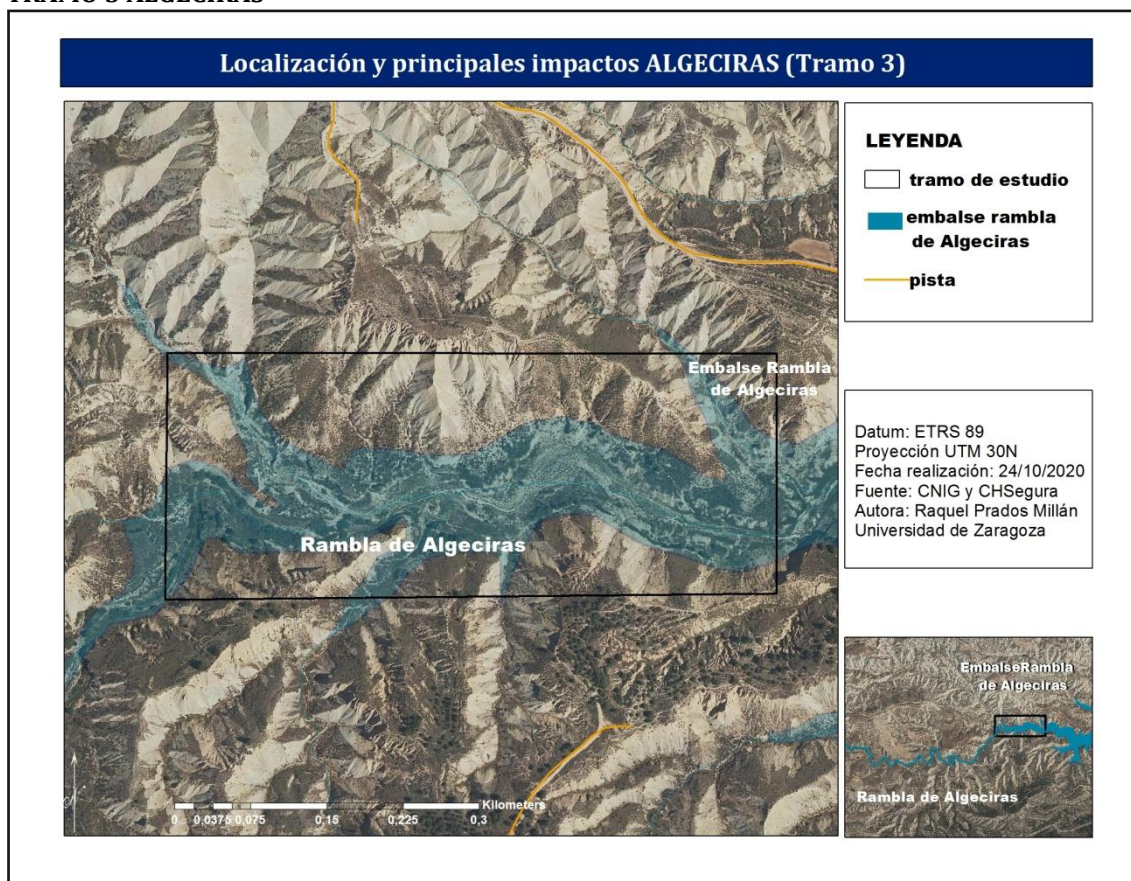 TRAMO 3 ALGECIRAS
Localización y principales impactos ALGECIRAS (Tramo 3)
Embalse Rambla
de Algeciras
Rambla de Algeciras
Kilometers
0 0,0375 0,075 0,15 0,225 0,3
N
LEYENDA
tramo de estudio
embalse rambla
de Algeciras
pista
Datum: ETRS 89
Proyección UTM 30N
Fecha realización: 24/10/2020
Fuente: CNIG y CHSegura
Autora: Raquel Prados Millán
Universidad de Zaragoza
EmbalseRambla
de Algeciras
Rambla de Algeciras